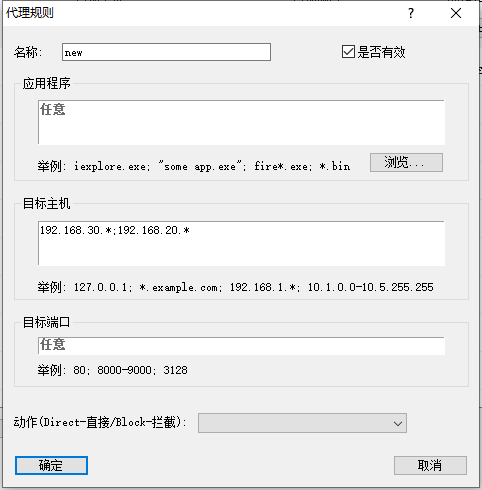 代理规则
名称: new 是否有效
应用程序
任意
举例: iexplore.exe; "some app.exe"; fire*.exe; *.bin 浏览...
目标主机
192.168.30.*;192.168.20.*
举例: 127.0.0.1; *.example.com; 192.168.1.*; 10.1.0.0-10.5.255.255
目标端口
任意
举例: 80; 8000-9000; 3128
动作(Direct-直接/Block-拦截):
确定 取消